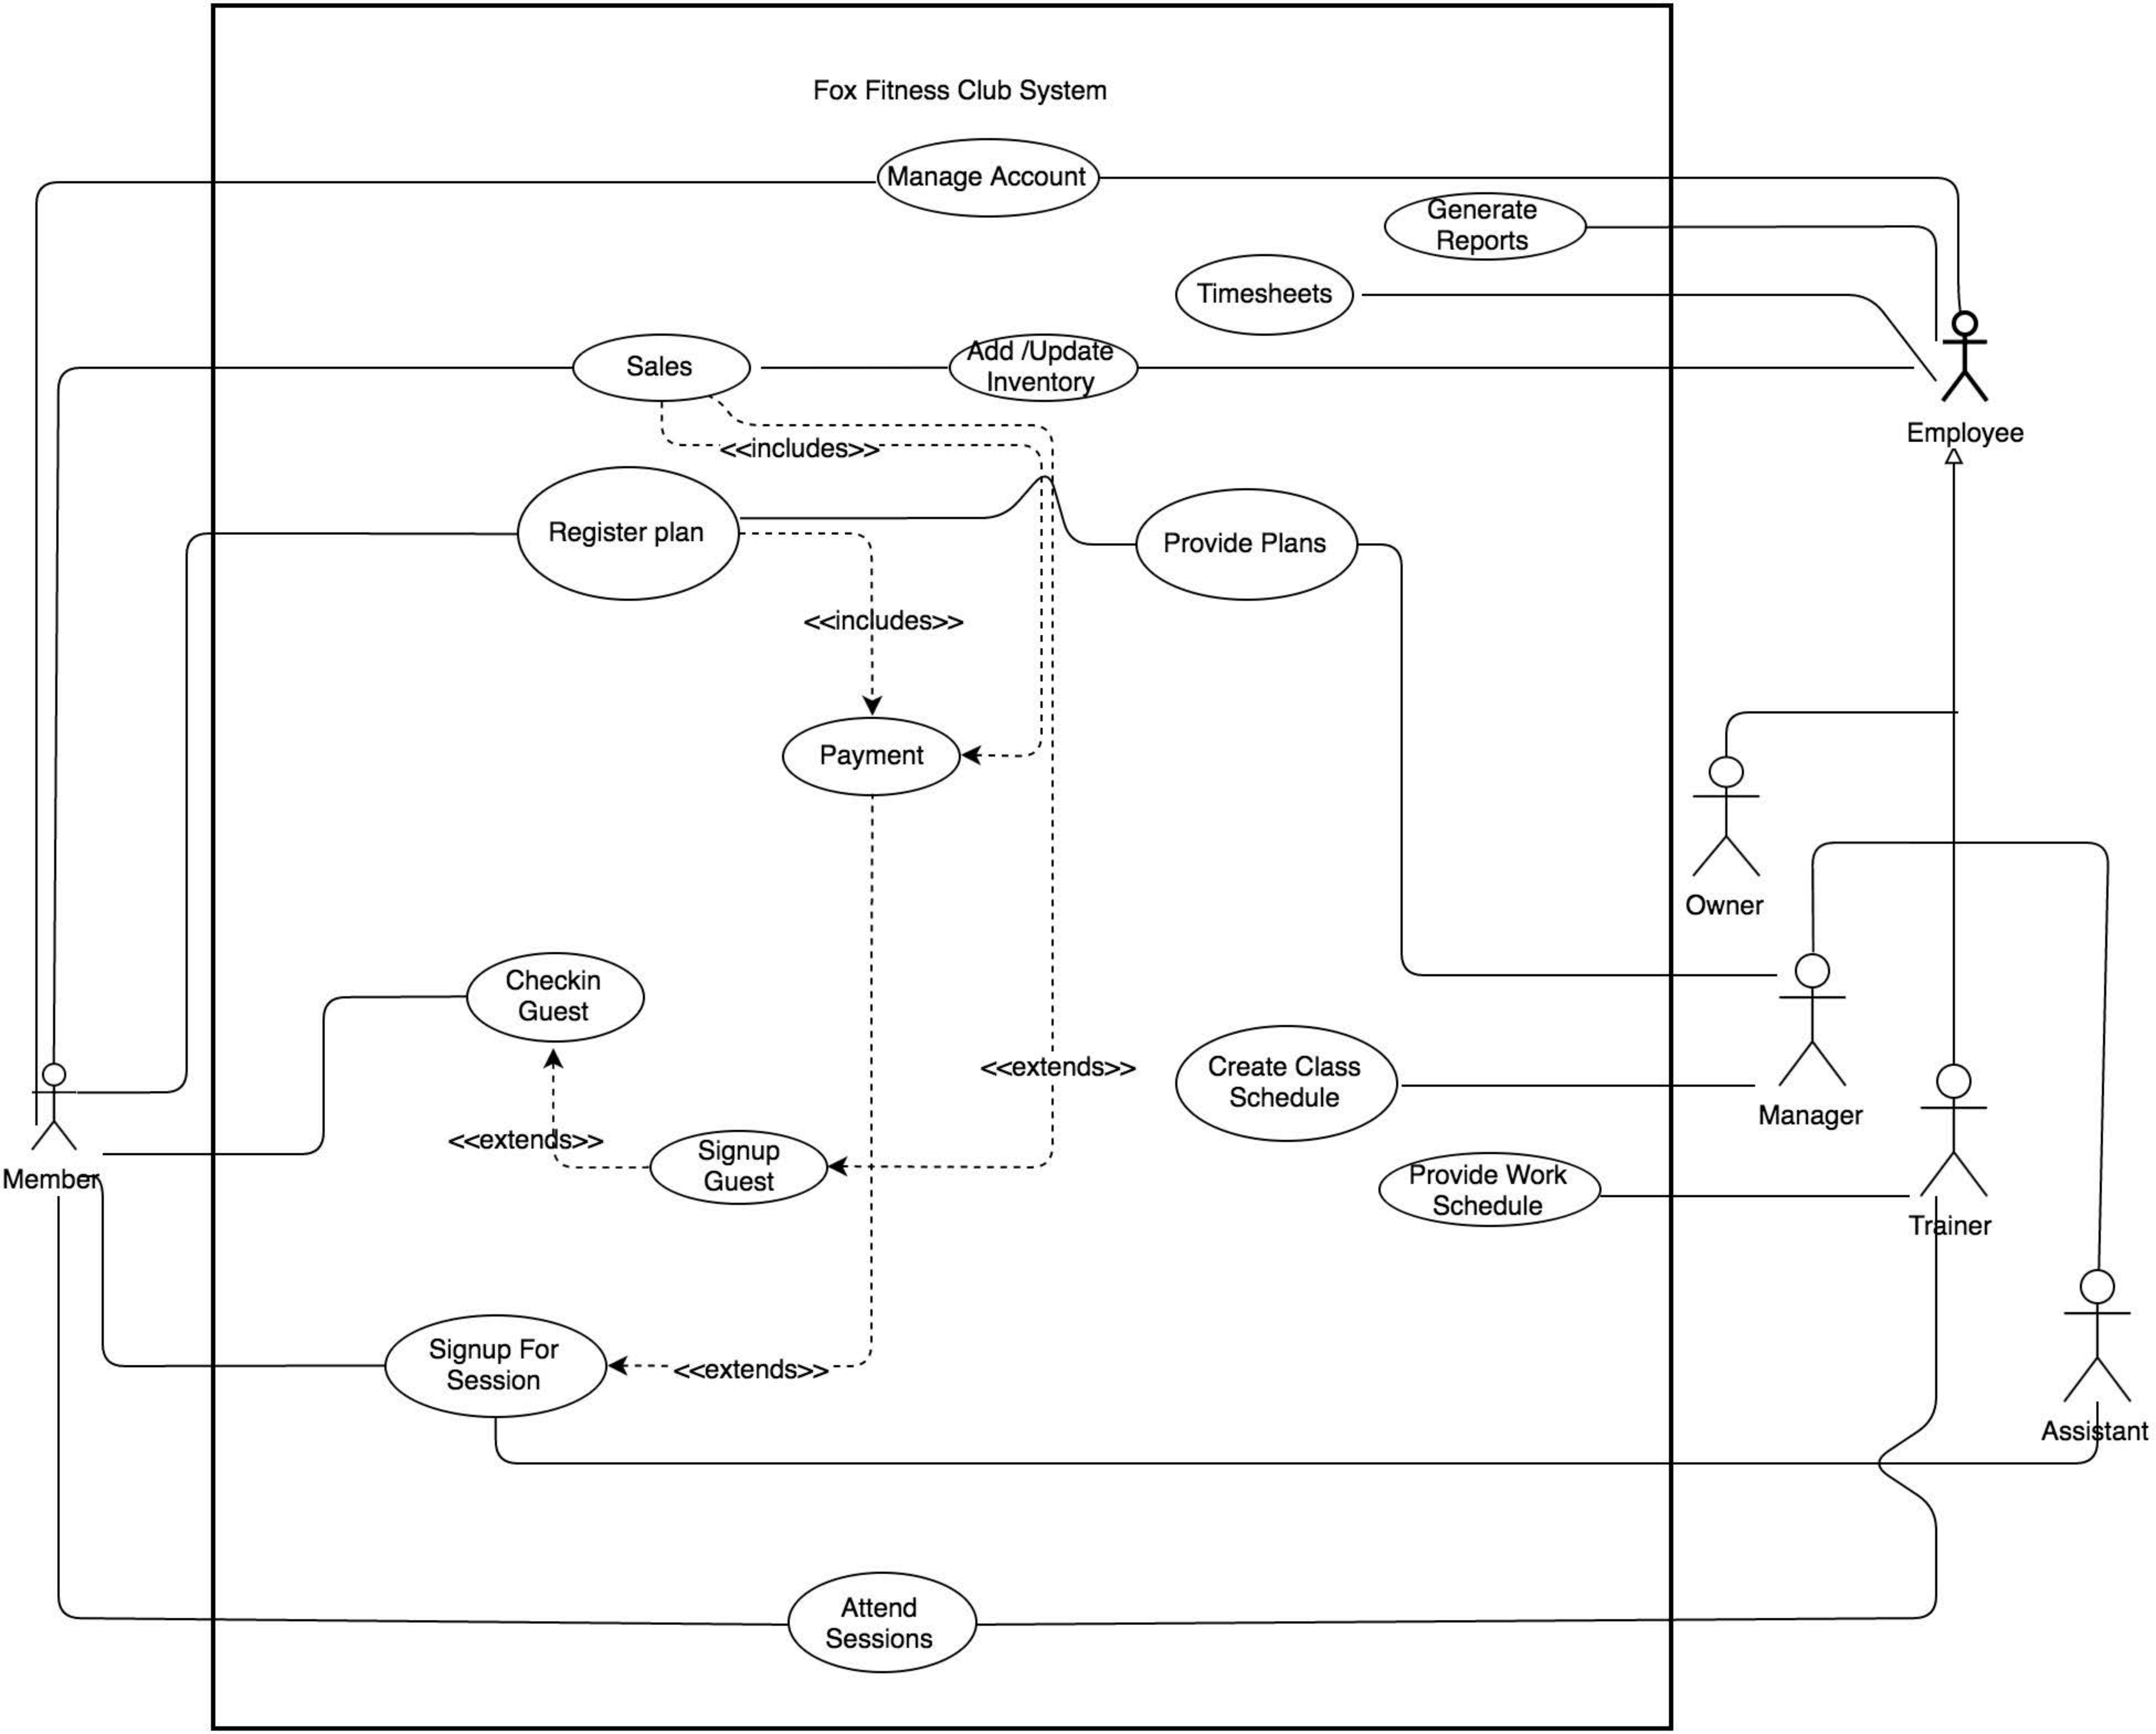 Fox Fitness Club System
Manage Account
Generate
Reports
Timesheets
Sales
Add /Update
Inventory
Employee
<<includes>>
Register plan
Provide Plans
<<includes>>
Payment
Owner
Checkin
Guest
<<extends>>
Create Class
Schedule
Manager
<<extends>>
Signup
Guest
Member
Provide Work
Schedule
Trainer
Signup For
Session
<<extends>>
Assistant
Attend
Sessions